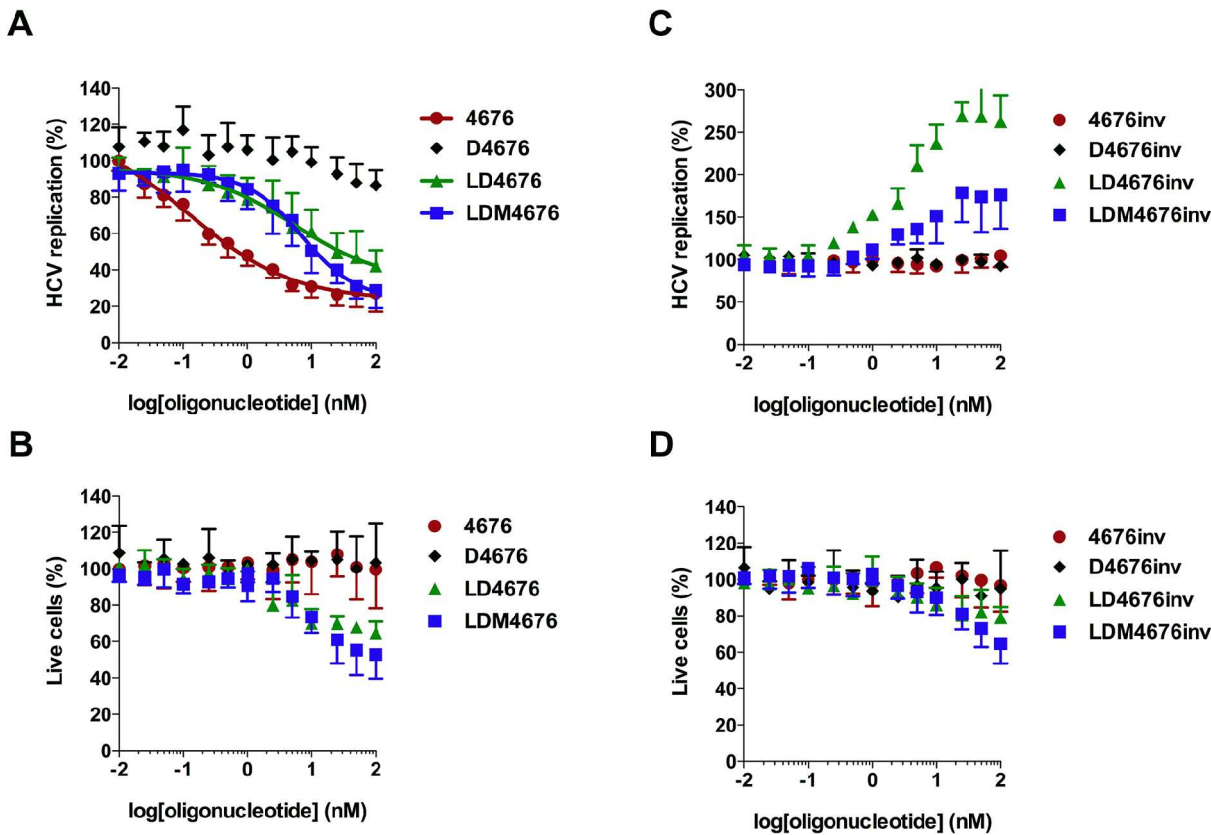 A
HCV replication (%)
140
120
100
80
60
40
20
0
-2 -1 0 1 2
log[oligonucleotide] (nM)
4676
D4676
LD4676
LDM4676
B
Live cells (%)
140
120
100
80
60
40
20
0
-2 -1 0 1 2
log[oligonucleotide] (nM)
4676
D4676
LD4676
LDM4676
C
HCV replication (%)
300
250
200
150
100
50
0
-2 -1 0 1 2
log[oligonucleotide] (nM)
4676inv
D4676inv
LD4676inv
LDM4676inv
D
Live cells (%)
140
120
100
80
60
40
20
0
-2 -1 0 1 2
log[oligonucleotide] (nM)
4676inv
D4676inv
LD4676inv
LDM4676inv